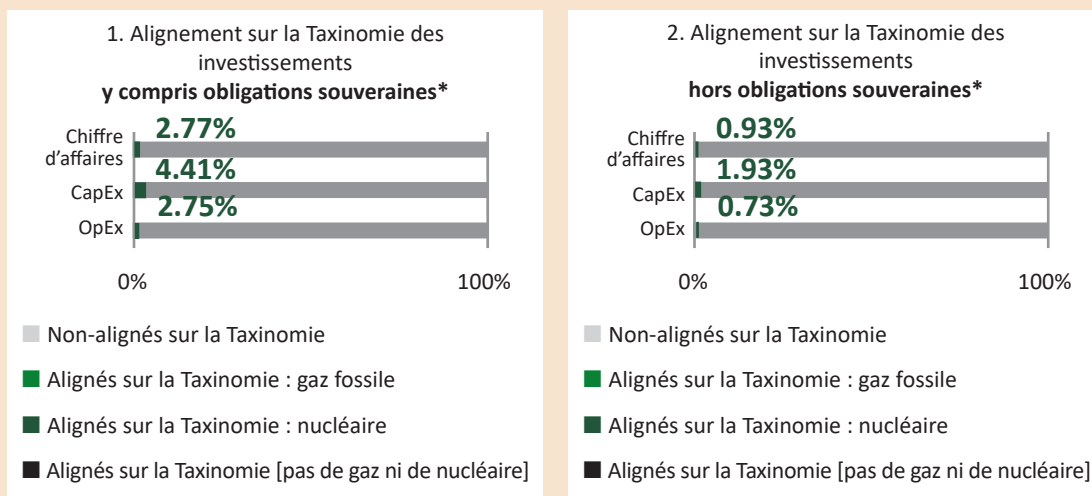 1. Alignement sur la Taxinomie des
investissements
y compris obligations souveraines*
2.77%
Chiffre
d'affaires
4.41%
CapEx
2.75%
OpEx
0%
100%
Non-alignés sur la Taxinomie
Alignés sur la Taxinomie : gaz fossile
Alignés sur la Taxinomie : nucléaire
Alignés sur la Taxinomie [pas de gaz ni de nucléaire]
2. Alignement sur la Taxinomie des
investissements
hors obligations souveraines*
0.93%
Chiffre
d'affaires
1.93%
CapEx
0.73%
OpEx
0%
100%
Non-alignés sur la Taxinomie
Alignés sur la Taxinomie : gaz fossile
Alignés sur la Taxinomie : nucléaire
Alignés sur la Taxinomie [pas de gaz ni de nucléaire]